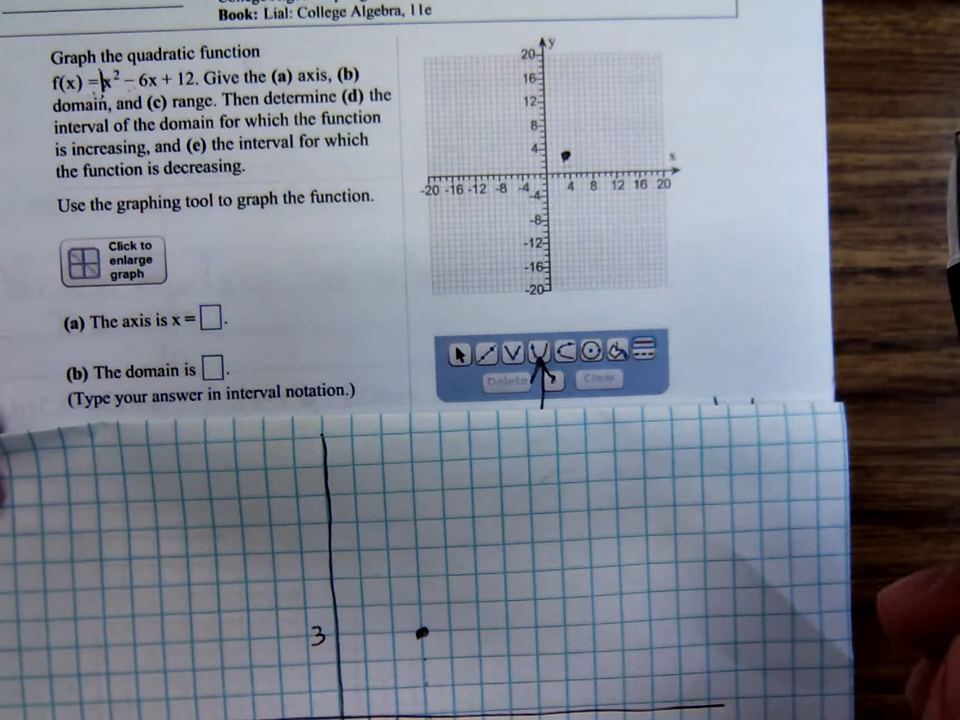 Book: Lial: College Algebra, 11e
Graph the quadratic function
f(x) = x² − 6x + 12. Give the (a) axis, (b)
domain, and (c) range. Then determine (d) the
interval of the domain for which the function
is increasing, and (e) the interval for which
the function is decreasing.
Use the graphing tool to graph the function.
Click to
enlarge
graph
(a) The axis is x = .
(b) The domain is .
(Type your answer in interval notation.)
y
20
16
12
8
4
x
-20 -16 -12 -8 -4 4 8 12 16 20
-4
-8
-12
-16
-20
Delete Clear
3